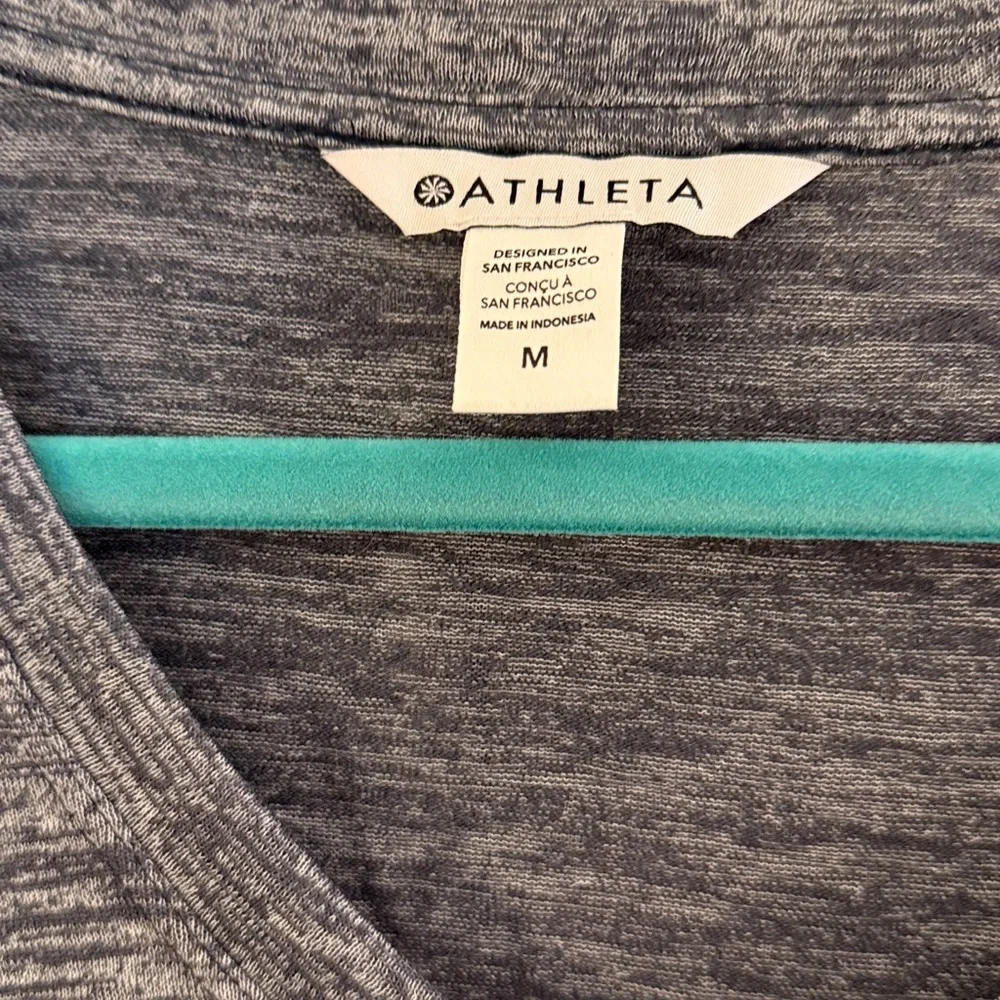 ATHLETA
DESIGNED IN
SAN FRANCISCO
CONÇU À
SAN FRANCISCO
MADE IN INDONESIA
M